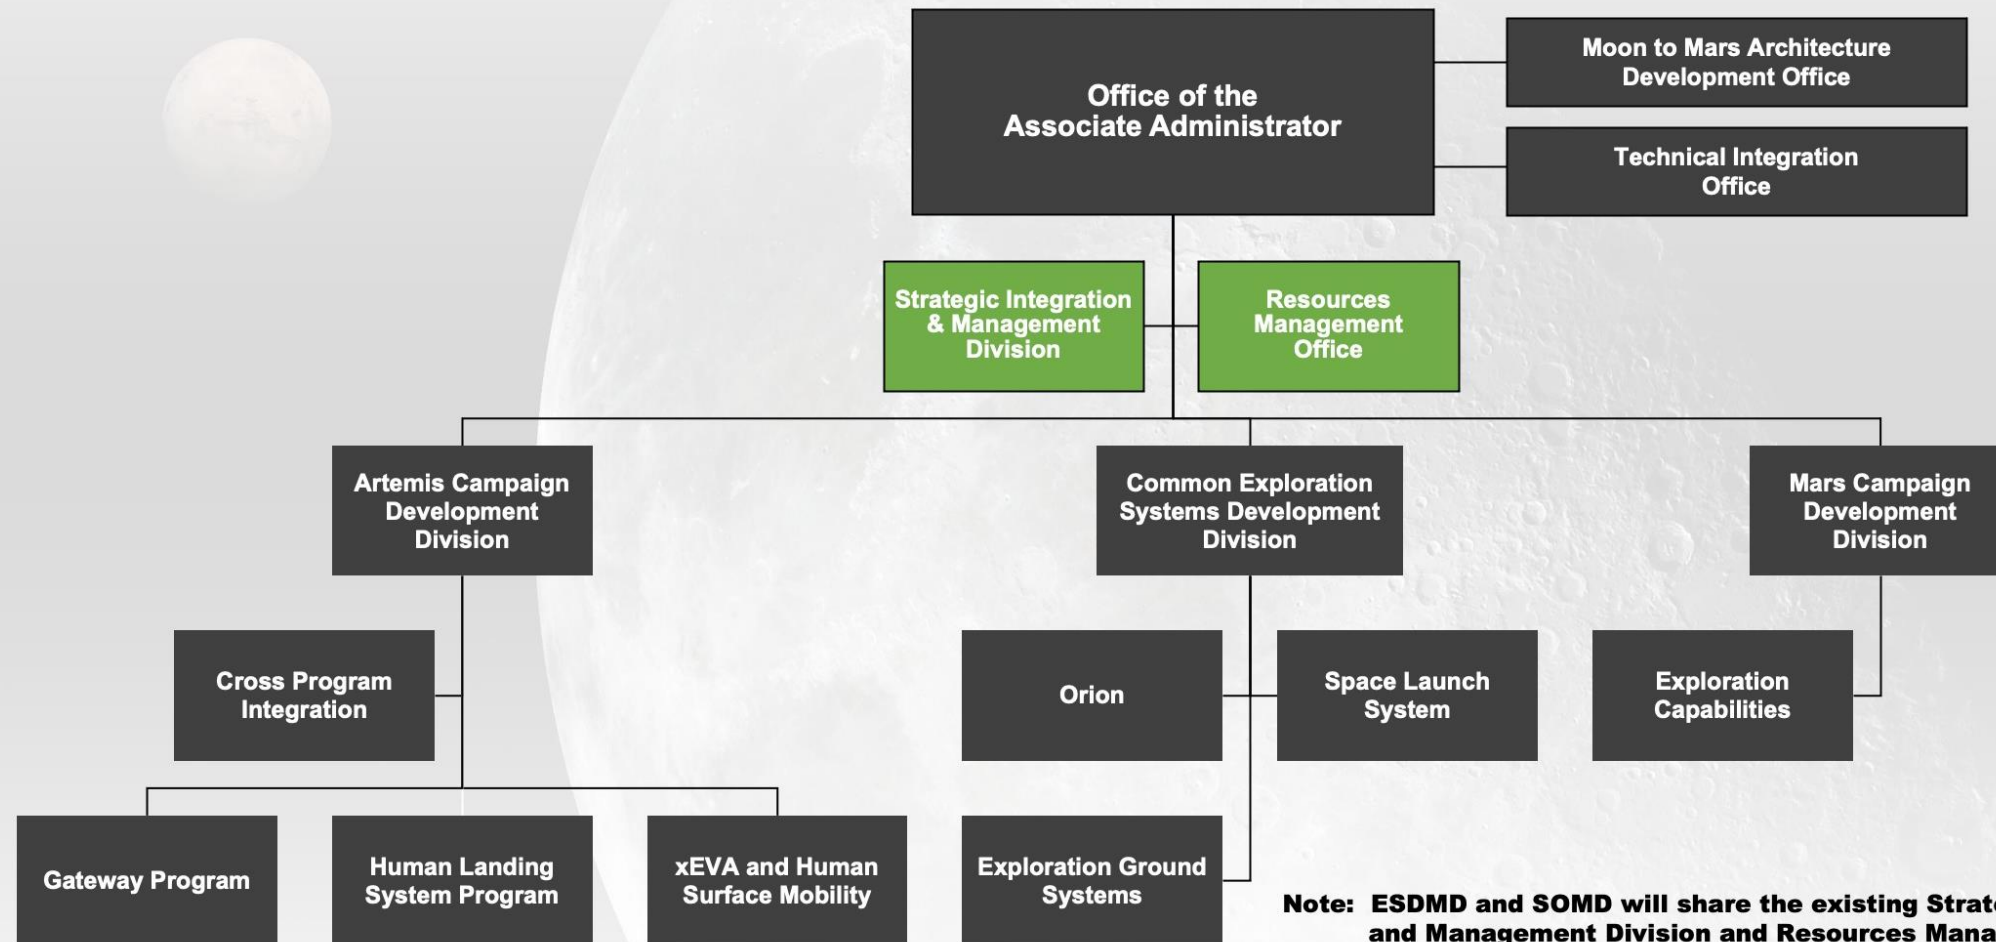 Office of the
Associate Administrator
Moon to Mars Architecture
Development Office
Technical Integration
Office
Strategic Integration
& Management
Division
Resources
Management
Office
Artemis Campaign
Development
Division
Common Exploration
Systems Development
Division
Mars Campaign
Development
Division
Cross Program
Integration
Orion
Space Launch
System
Exploration
Capabilities
Gateway Program
Human Landing
System Program
xEVA and Human
Surface Mobility
Exploration Ground
Systems
Note: ESDMD and SOMD will share the existing
and Management Division and Resources